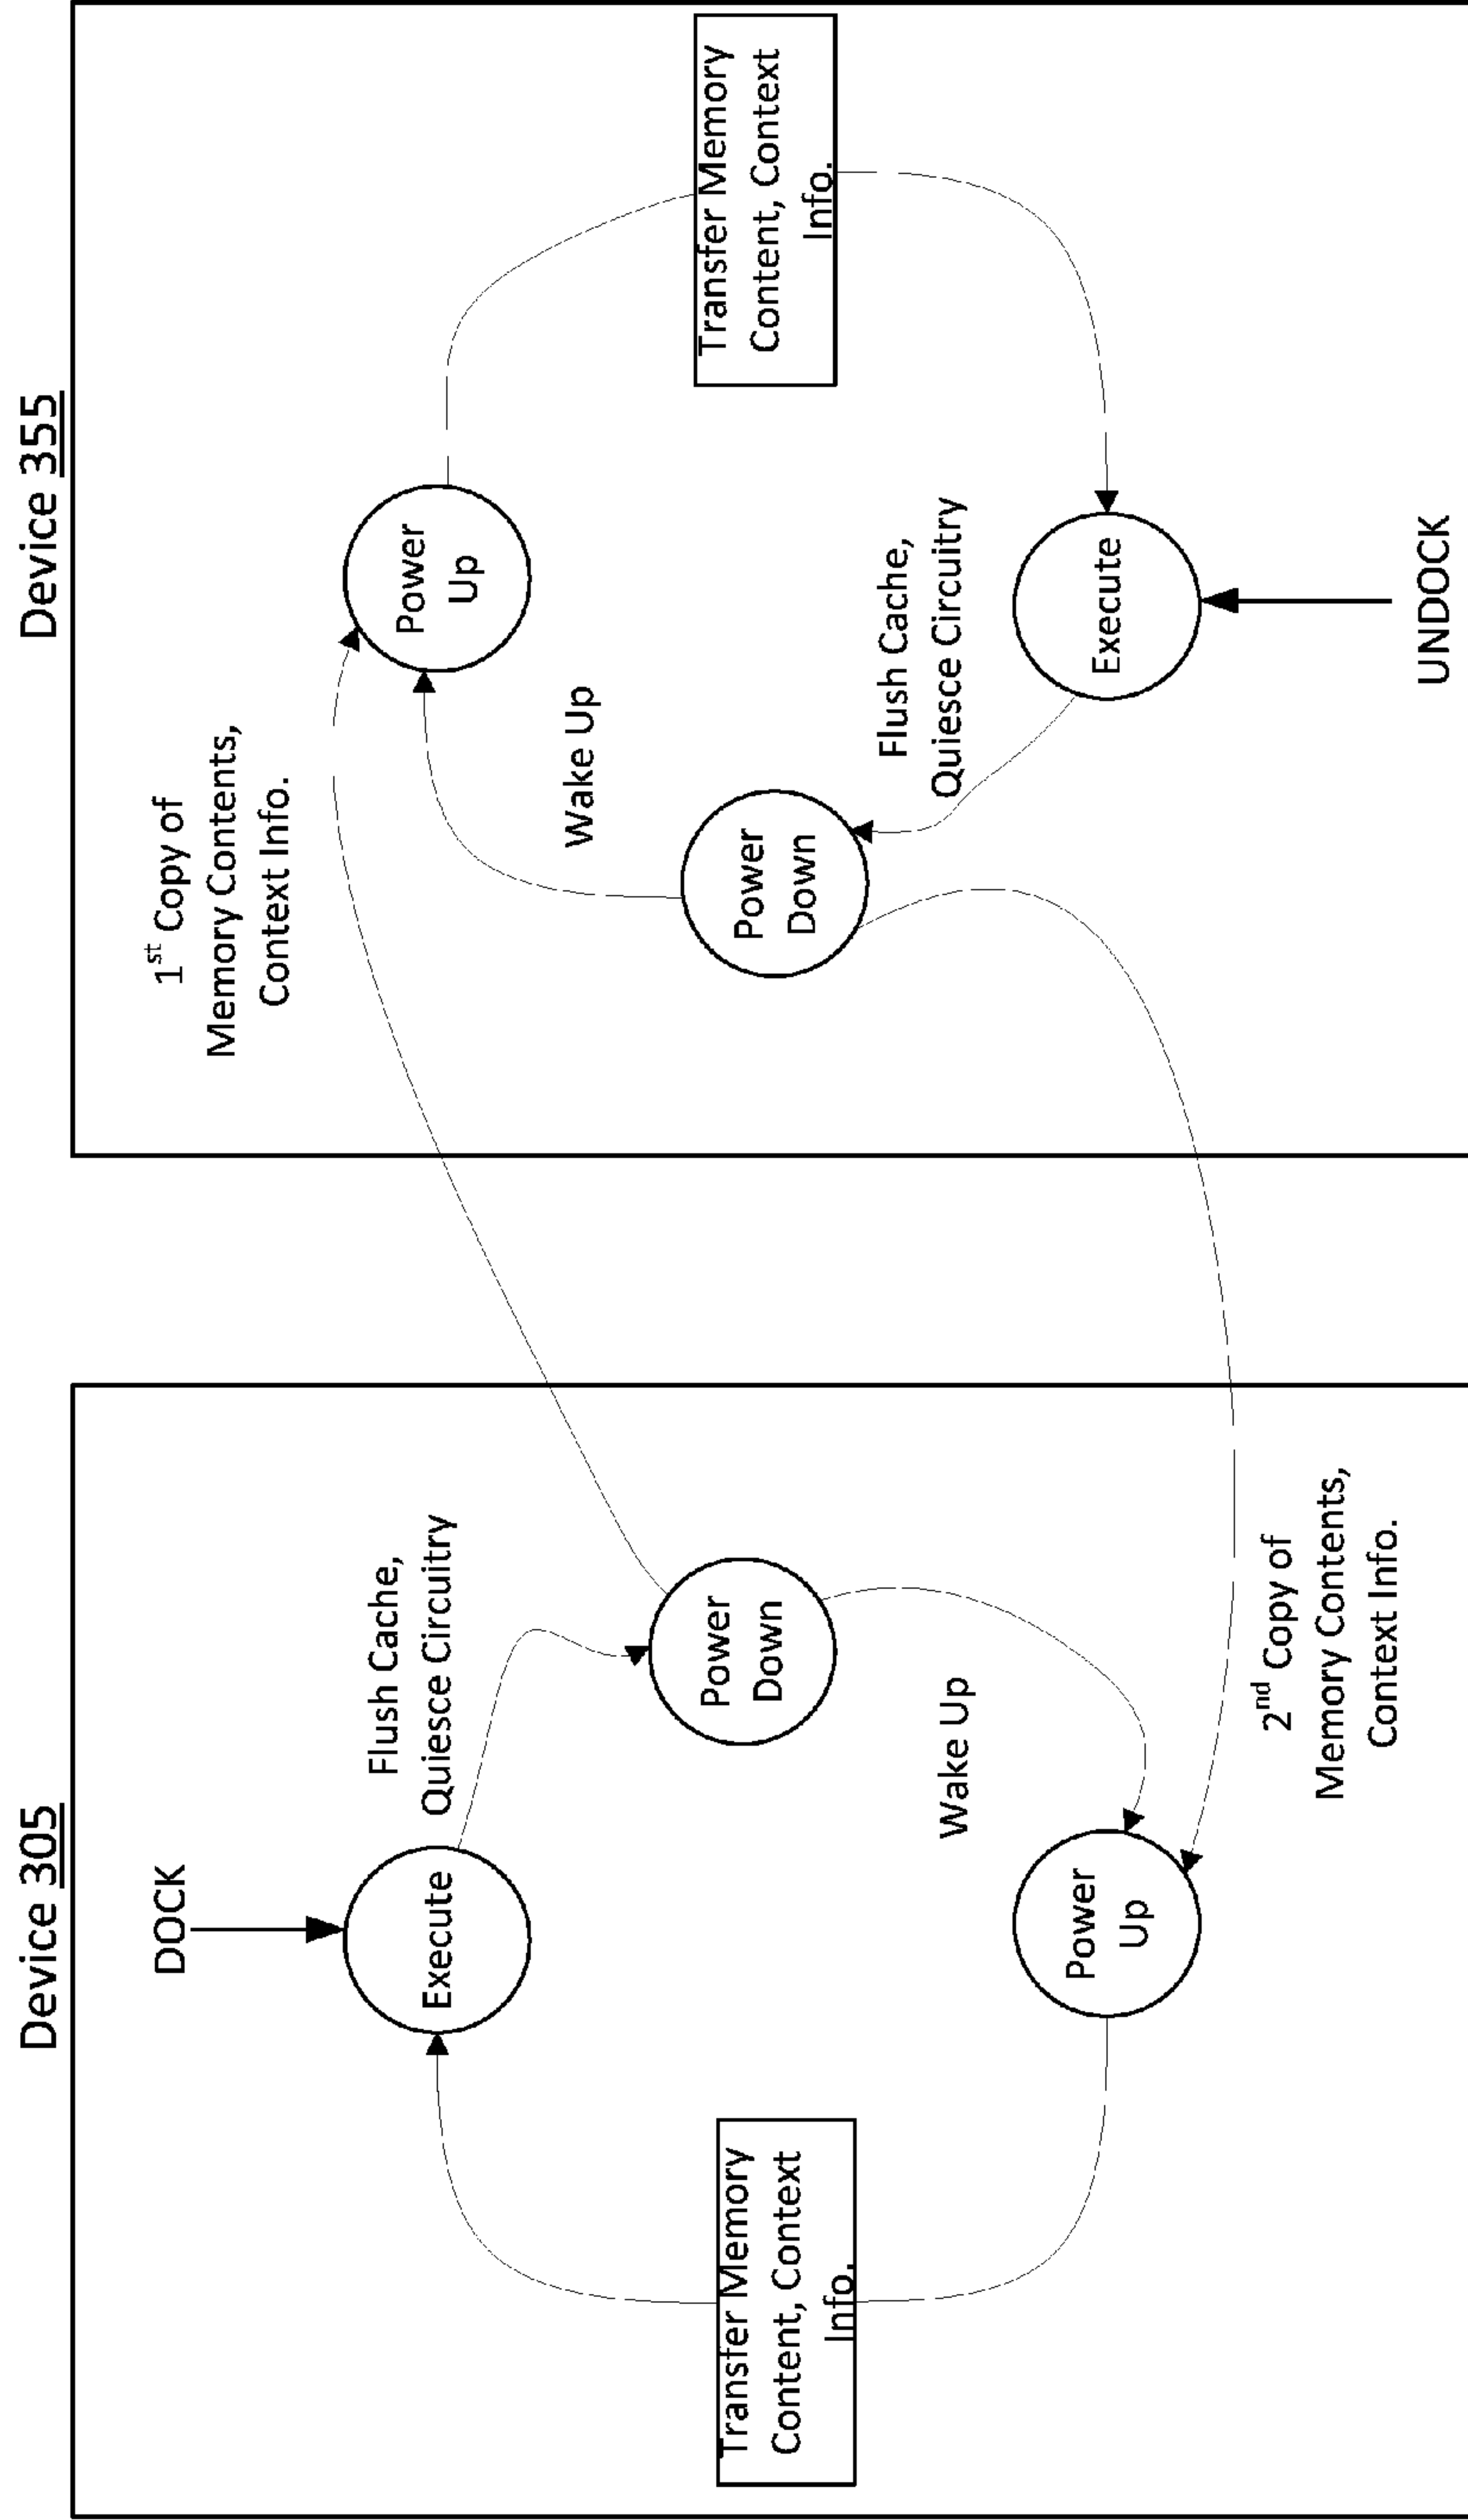 Device 305
DOCK
Execute
Flush Cache,
Quiesce Circuitry
Power
Down
Transfer Memory
Content, Context
Info.
Wake Up
Power
Up
2nd Copy of
Memory Contents,
Context Info.
Device 355
1st Copy of
Memory Contents,
Context Info.
Power
Up
Wake Up
Transfer Memory
Content, Context
Info.
Power
Down
Flush Cache,
Quiesce Circuitry
Execute
UNDOCK